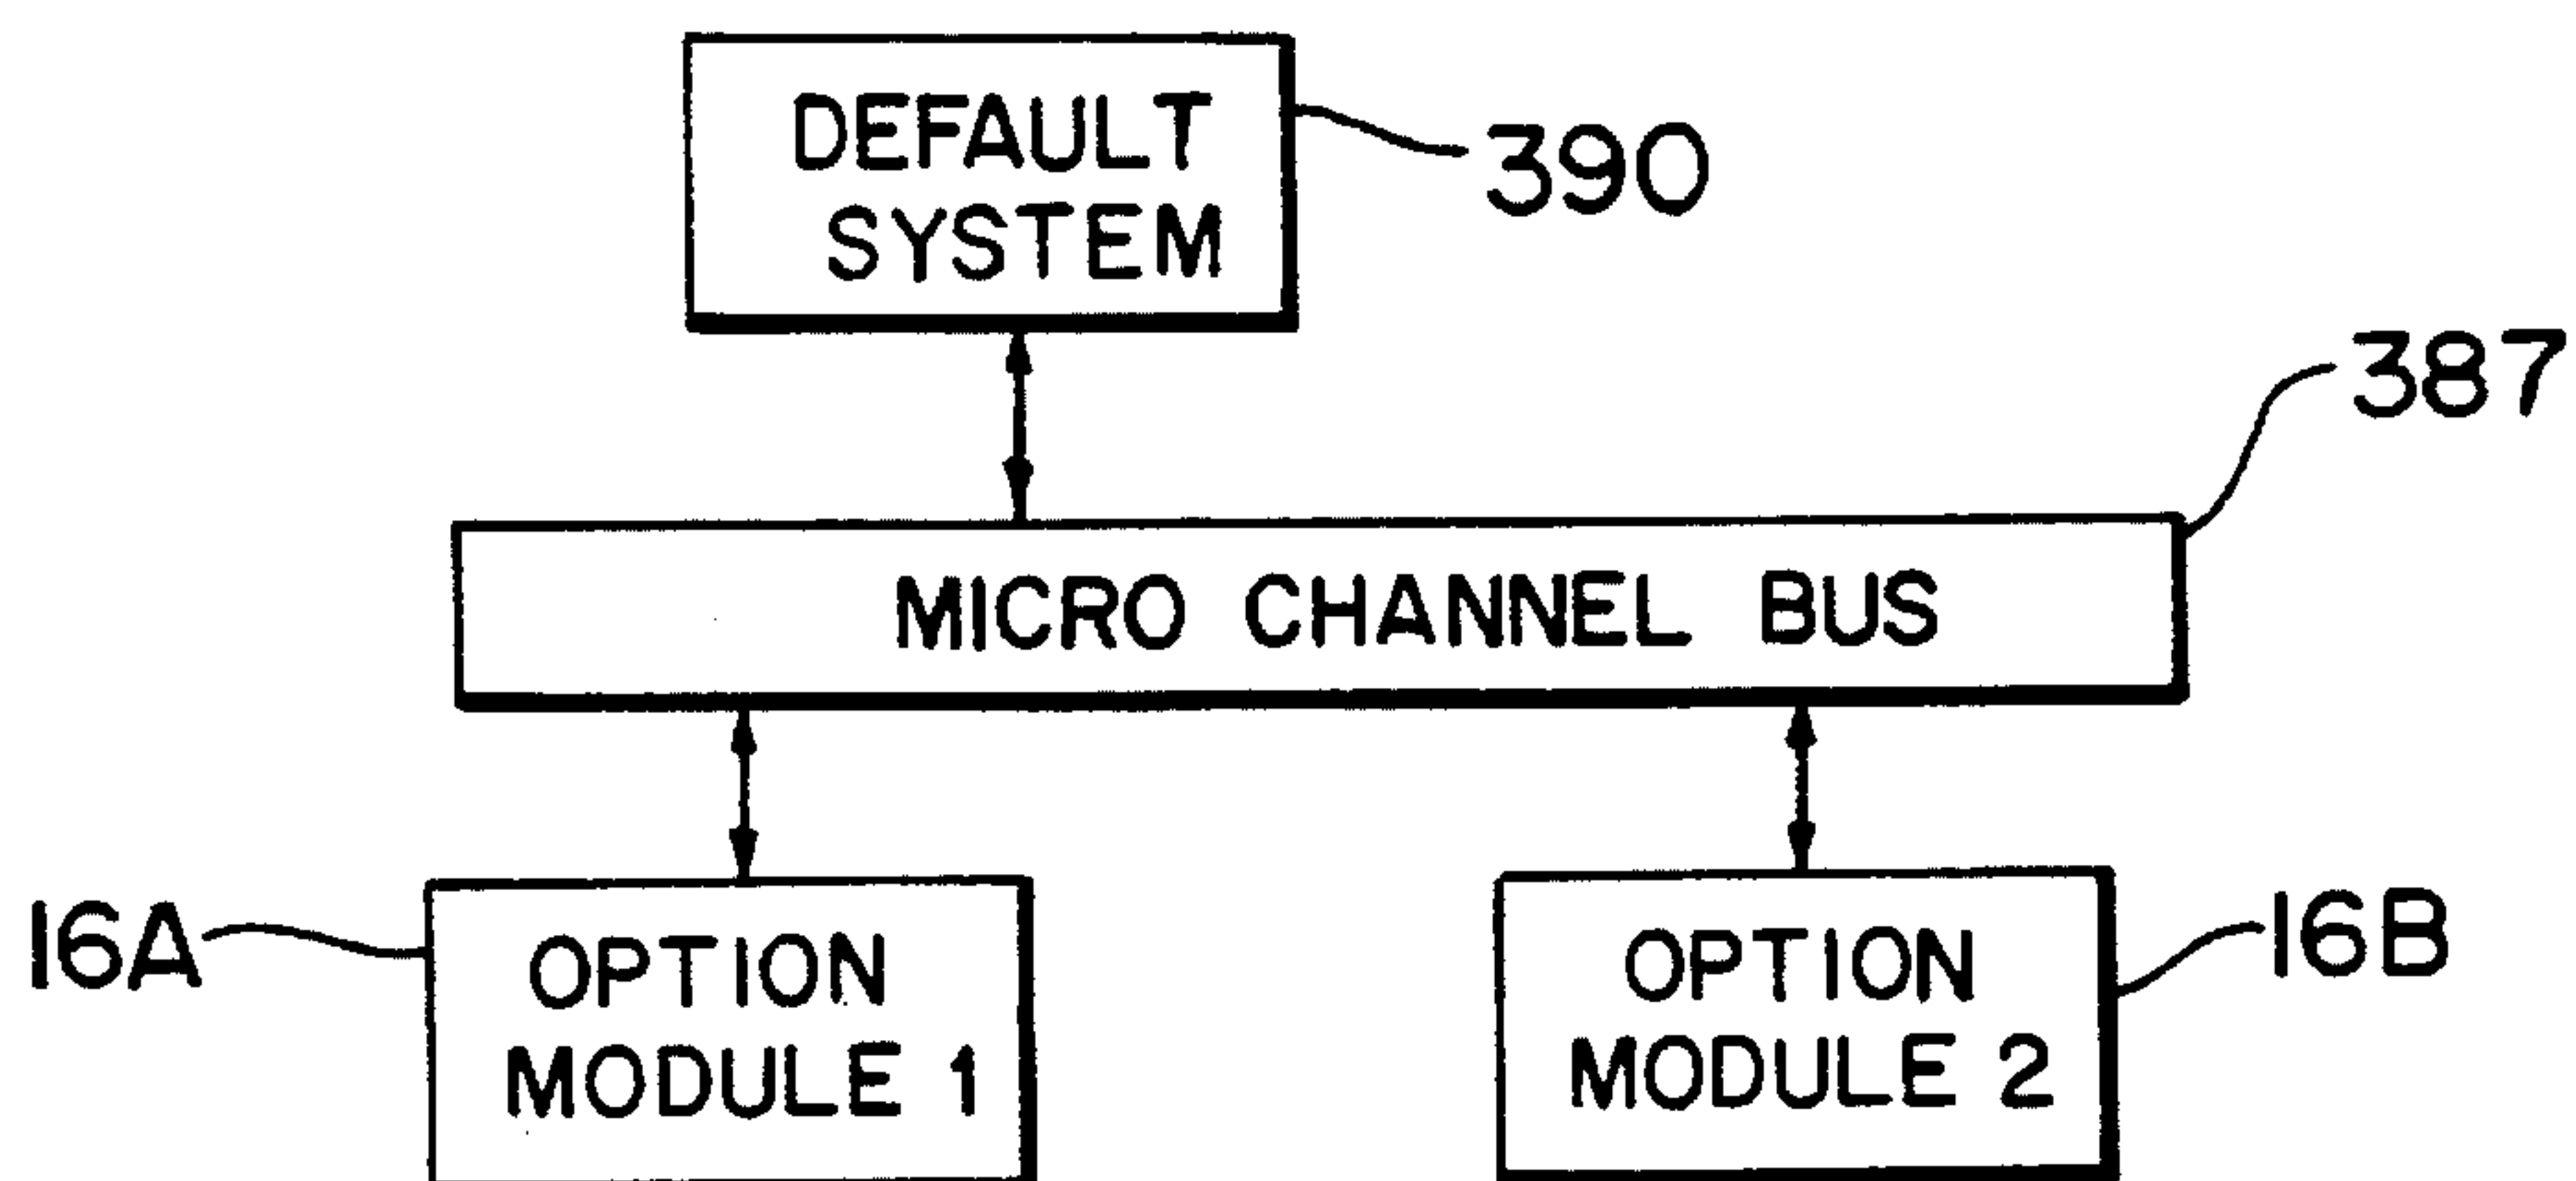 DEFAULT
SYSTEM
390
387
MICRO CHANNEL BUS
16A
OPTION
MODULE 1
OPTION
MODULE 2
16B